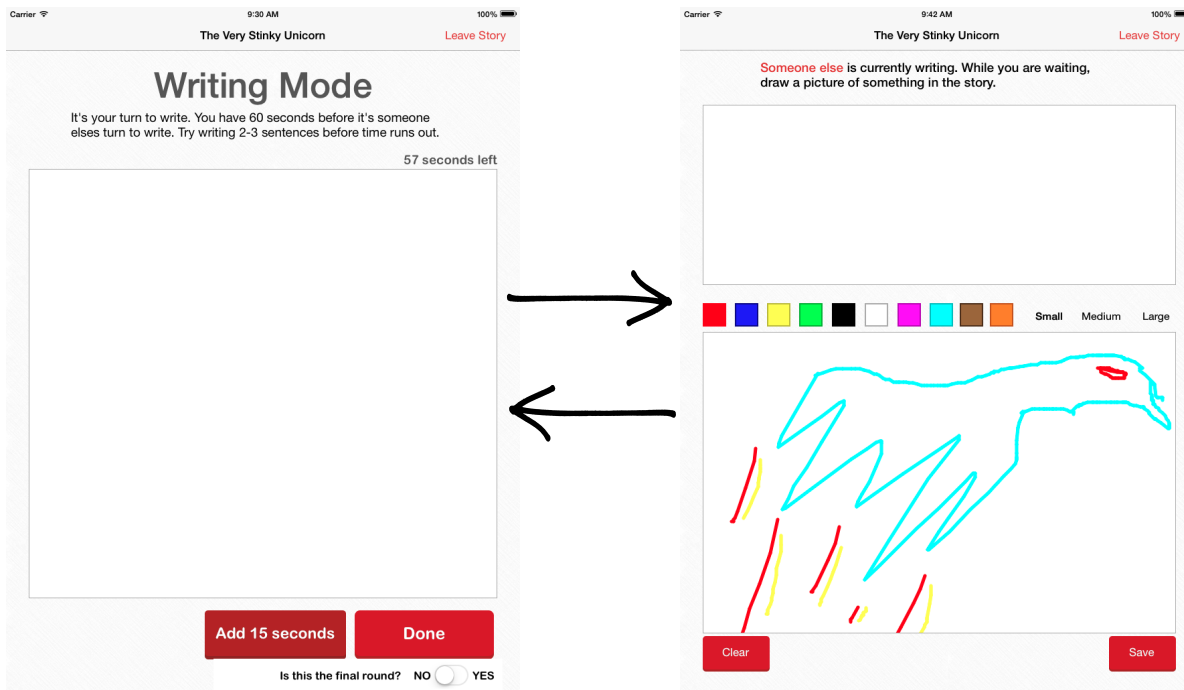 Carrier 9:30 AM 100%
The Very Stinky Unicorn Leave Story
Writing Mode
It's your turn to write. You have 60 seconds before it's someone
elses turn to write. Try writing 2-3 sentences before time runs out.
57 seconds left
Add 15 seconds Done
Is this the final round? NO YES
Carrier 9:42 AM 100%
The Very Stinky Unicorn Leave Story
Someone else is currently writing. While you are waiting,
draw a picture of something in the story.
Small Medium Large
Clear Save